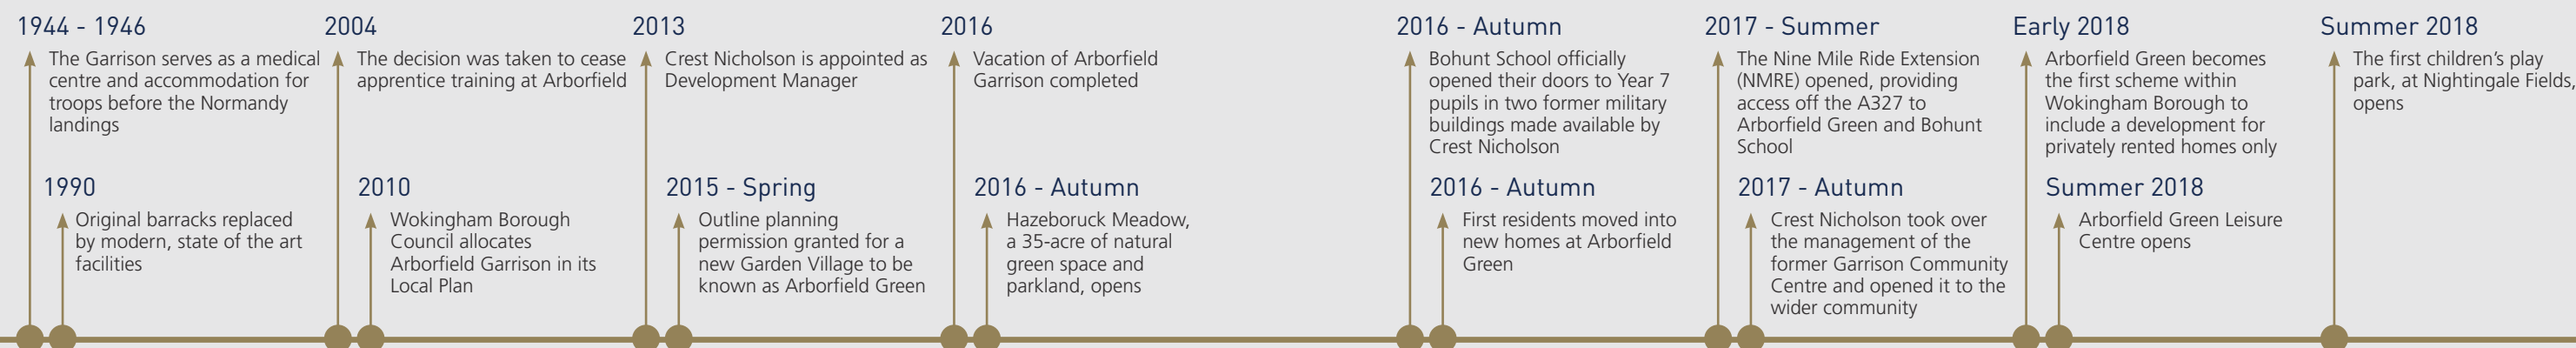 1944 - 1946
The Garrison serves as a medical
centre and accommodation for
troops before the Normandy
landings
1990
Original barracks replaced
by modern, state of the art
facilities
2004
The decision was taken to cease
apprentice training at Arborfield
2010
Wokingham Borough
Council allocates
Arborfield Garrison in its
Local Plan
2013
Crest Nicholson is appointed as
Development Manager
2015 - Spring
Outline planning
permission granted for a
new Garden Village to be
known as Arborfield Green
2016
Vacation of Arborfield
Garrison completed
2016 - Autumn
Hazeboruck Meadow,
a 35-acre of natural
green space and
parkland, opens
2016 - Autumn
Bohunt School officially
opened their doors to Year 7
pupils in two former military
buildings made available by
Crest Nicholson
2016 - Autumn
First residents moved into
new homes at Arborfield
Green
2017 - Summer
The Nine Mile Ride Extension
(NMRE) opened, providing
access off the A327 to
Arborfield Green and Bohunt
School
2017 - Autumn
Crest Nicholson took over
the management of the
former Garrison Community
Centre and opened it to the
wider community
Early 2018
Arborfield Green becomes
the first scheme within
Wokingham Borough to
include a development for
privately rented homes only
Summer 2018
Arborfield Green Leisure
Centre opens
Summer 2018
The first children’s play
park, at Nightingale Fields,
opens